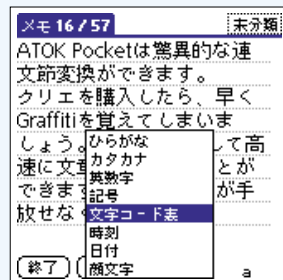 メモ 16 / 57
未分類
ATOK Pocketは驚異的な連
文節変換ができます。
クリエを購入したら、早く
Graffitiを覚えてしまいま
しょう。
して高
速に文
とが
できま
が手
放せな
ひらがな
カタカナ
英数字
記号
文字コード表
時刻
日付
顔文字
終了
a